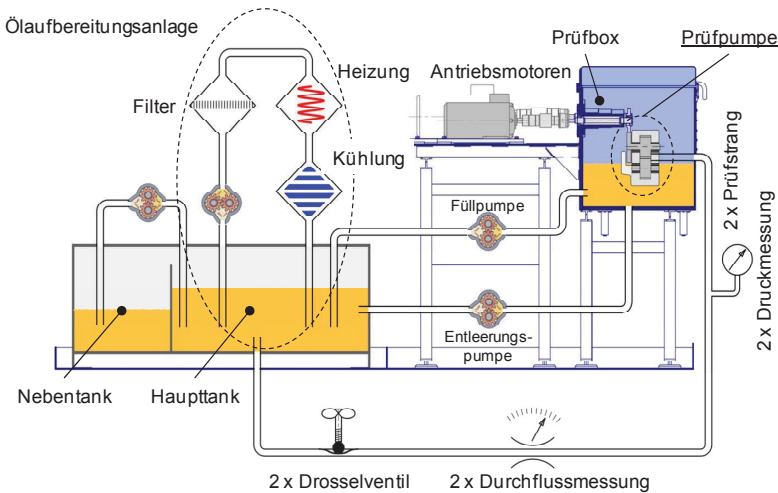 Ölaufbereitungsanlage
Prüfbox
Prüfpumpe
Heizung
Antriebsmotoren
Filter
Kühlung
Füllpumpe
2 x Prüfstrang
2 x Druckmessung
Entleerungs-
pumpe
Nebentank
Haupttank
2 x Drosselventil
2 x Durchflussmessung